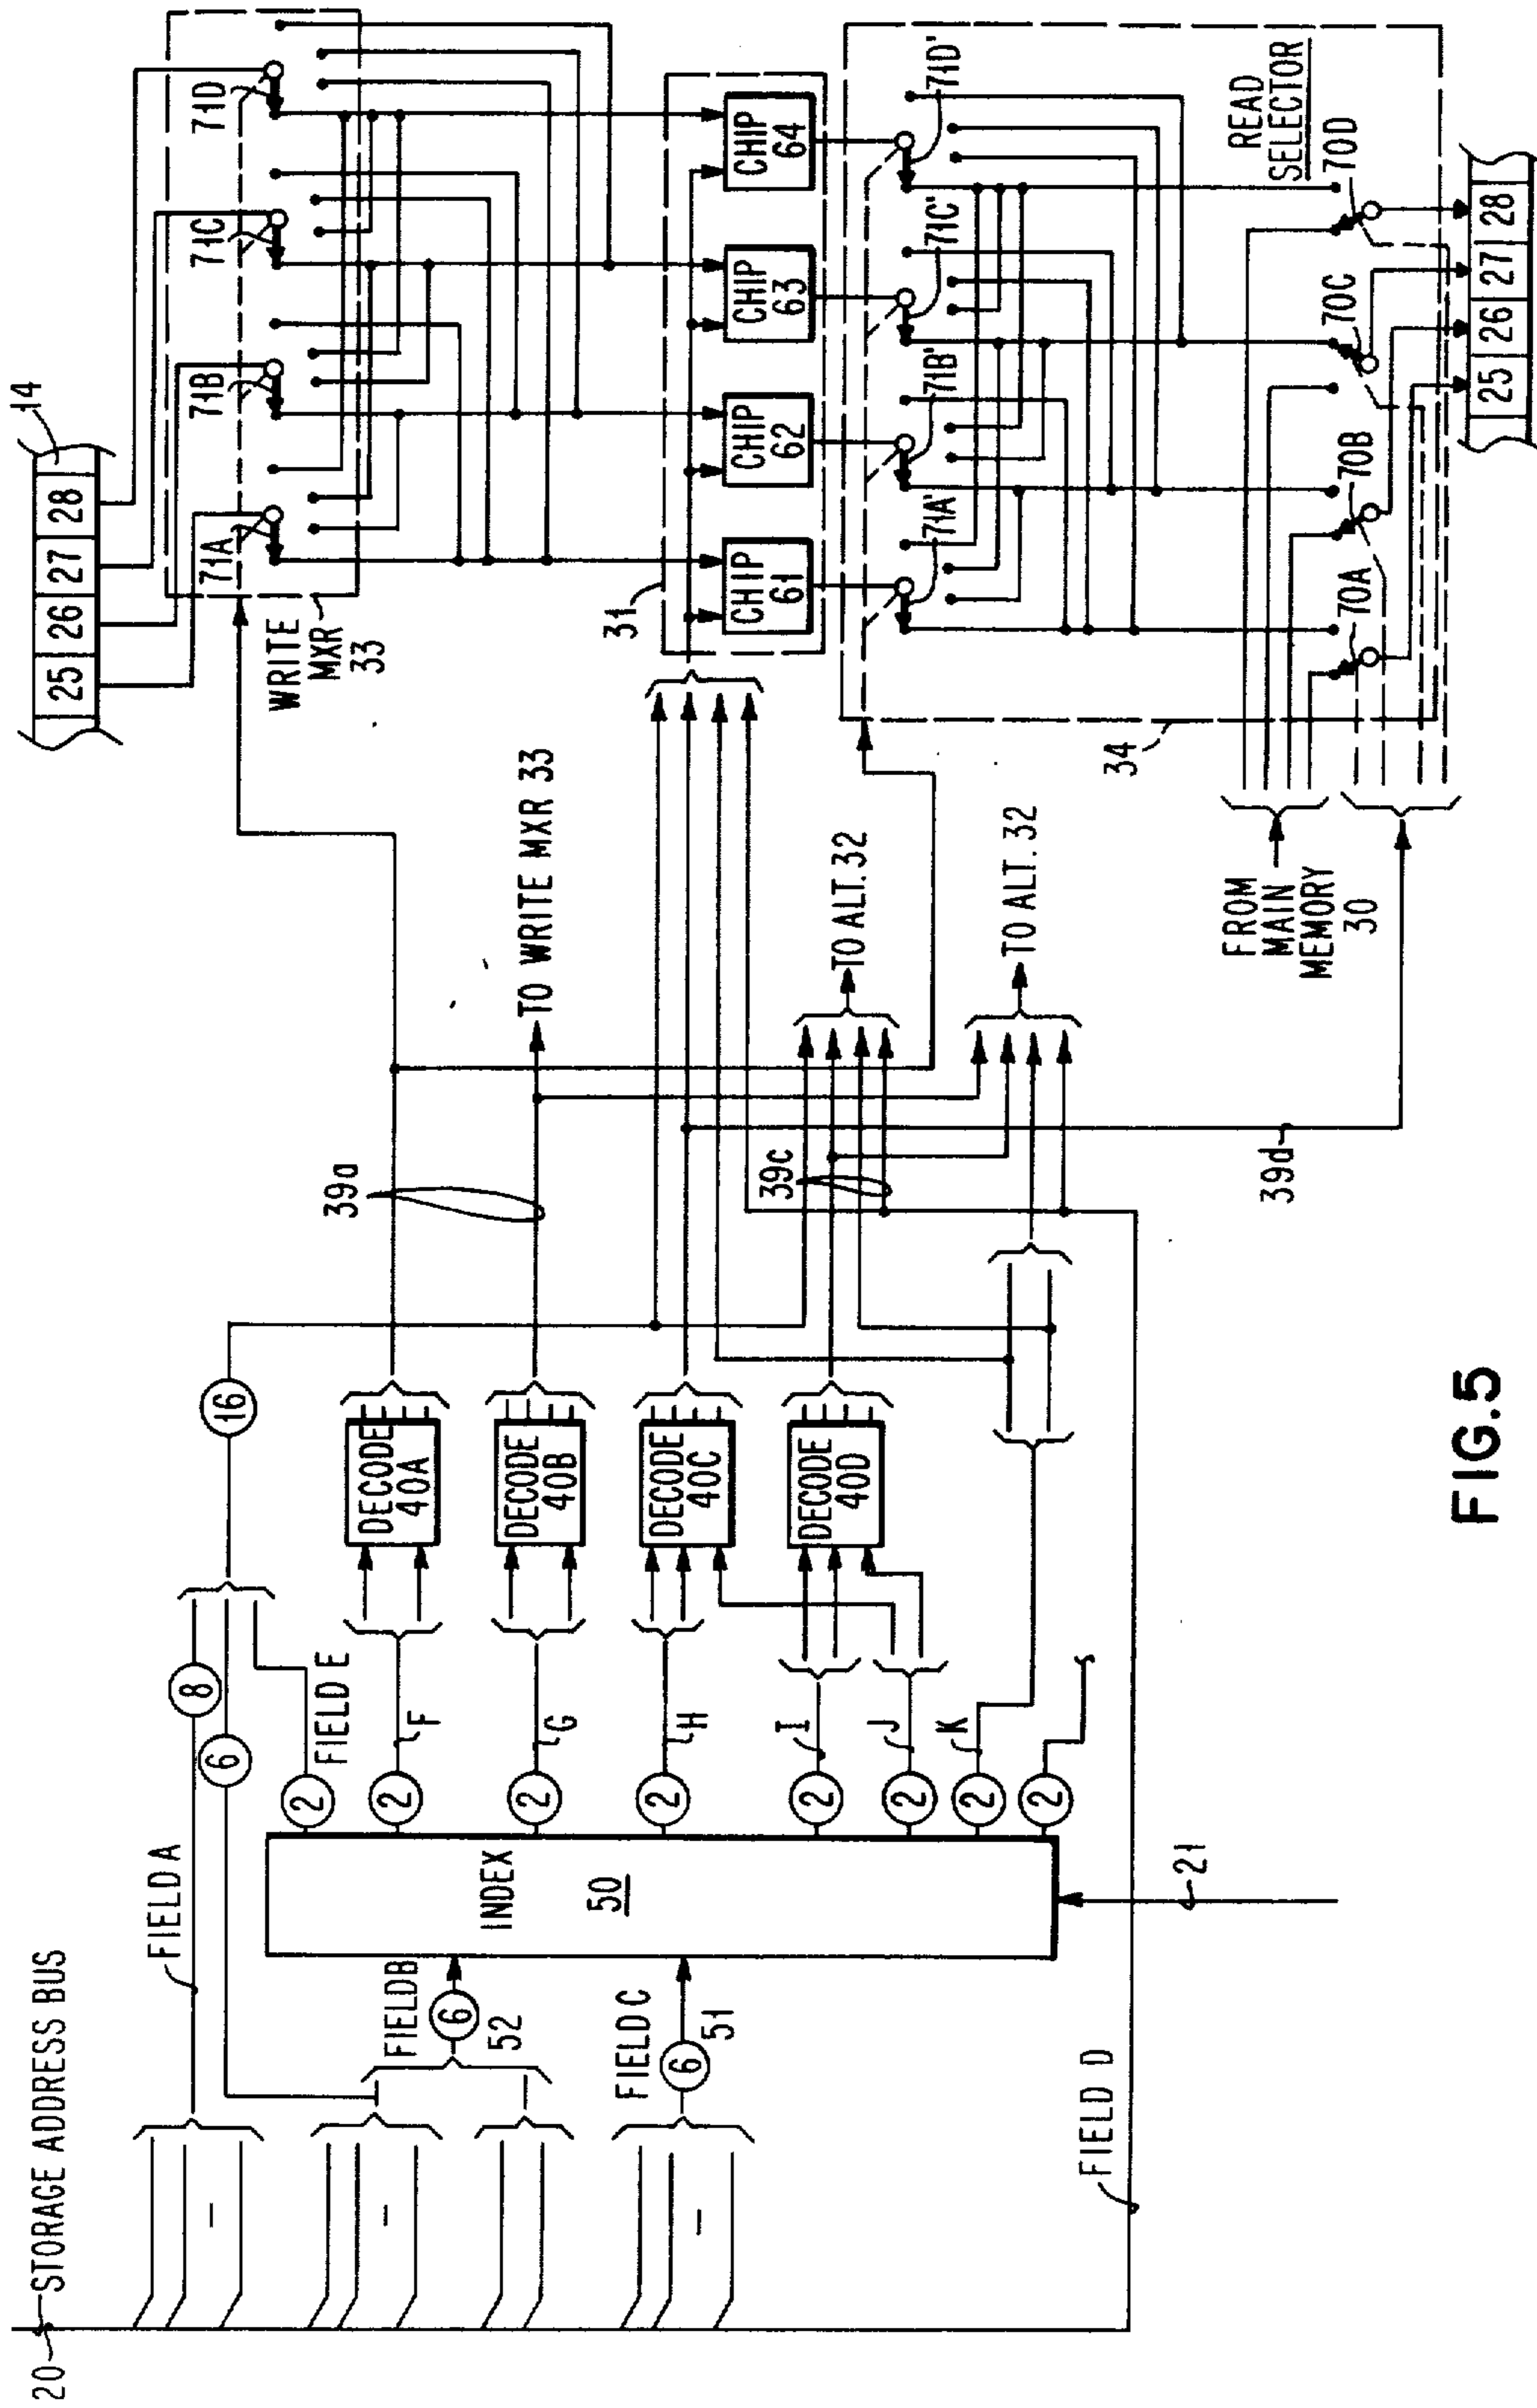 20
STORAGE ADDRESS BUS
FIELD A
8
6
16
FIELD B
6
52
FIELD C
6
51
FIELD D
INDEX
50
21
2
FIELD E
2
F
2
G
2
H
2
I
2
J
2
K
2
DECODE
40A
DECODE
40B
DECODE
40C
DECODE
40D
39a
39c
39d
TO WRITE MXR 33
TO ALT. 32
TO ALT. 32
FROM
MAIN
MEMORY
30
14
25 26 27 28
WRITE
MXR
33
71A
71B
71C
71D
31
CHIP
61
CHIP
62
CHIP
63
CHIP
64
71A'
71B'
71C'
71D'
READ
SELECTOR
34
70A
70B
70C
70D
25 26 27 28
FIG.5